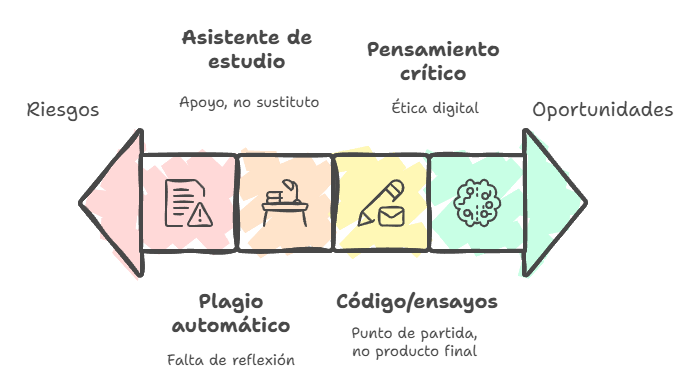 Asistente de
estudio
Apoyo, no sustituto
Pensamiento
crítico
Ética digital
Riesgos
Oportunidades
Plagio
automático
Falta de reflexión
Código/ensayos
Punto de partida,
no producto final